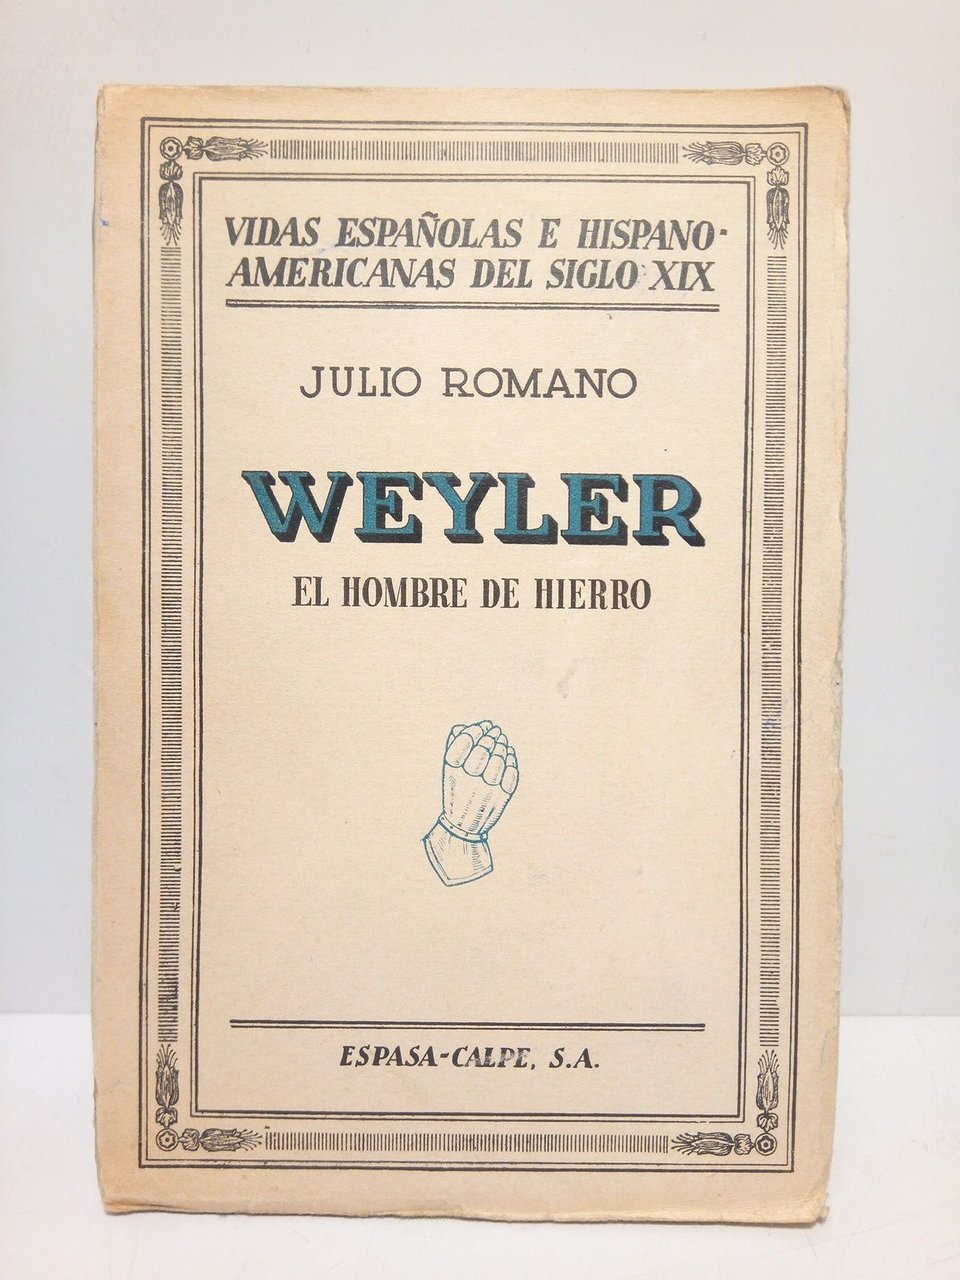 VIDAS ESPAÑOLAS E HISPANO-
AMERICANAS DEL SIGLO XIX
JULIO ROMANO
WEYLER
EL HOMBRE DE HIERRO
ESPASA-CALPE, S.A.